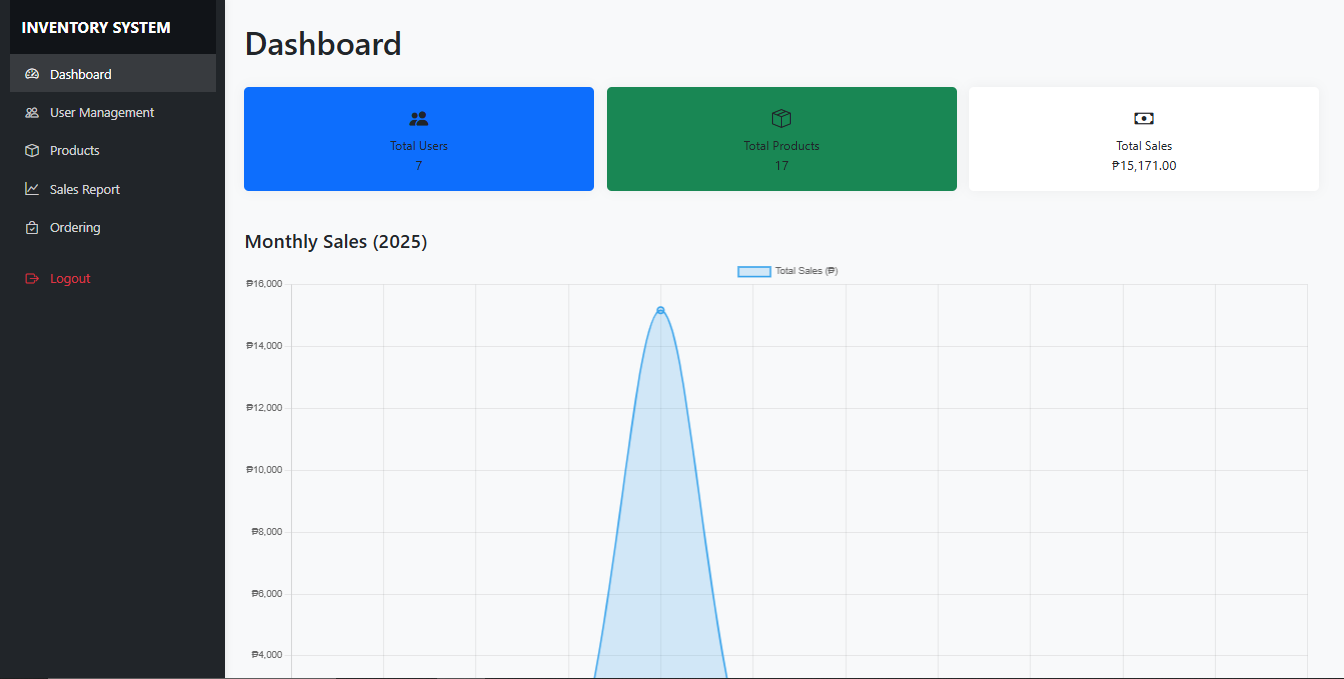 INVENTORY SYSTEM
Dashboard
User Management
Products
Sales Report
Ordering
Logout
Dashboard
Total Users
7
Total Products
17
Total Sales
₱15,171.00
Monthly Sales (2025)
Total Sales (₱)
₱16,000
₱14,000
₱12,000
₱10,000
₱8,000
₱6,000
₱4,000